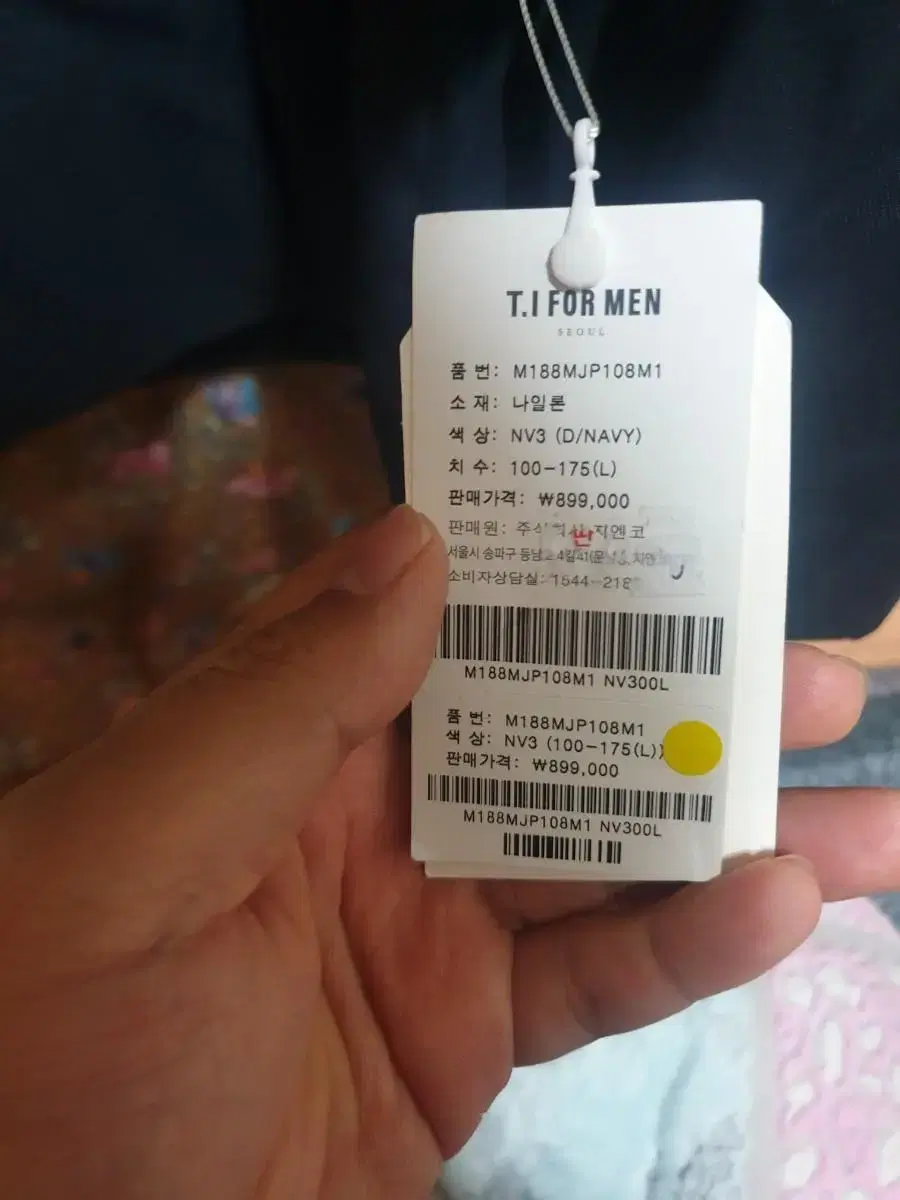 T.I FOR MEN
SEOUL
품 번: M188MJP108M1
소 재: 나일론
색 상: NV3 (D/NAVY)
치 수: 100-175(L)
판매가격: ₩899,000
판매원: 주식회사 지엔코
서울시 송파구
소비자상담실: 1544-218
M188MJP108M1 NV300L
품 번: M188MJP108M1
색 상: NV3 (100-175(L))
판매가격: ₩899,000
M188MJP108M1 NV300L